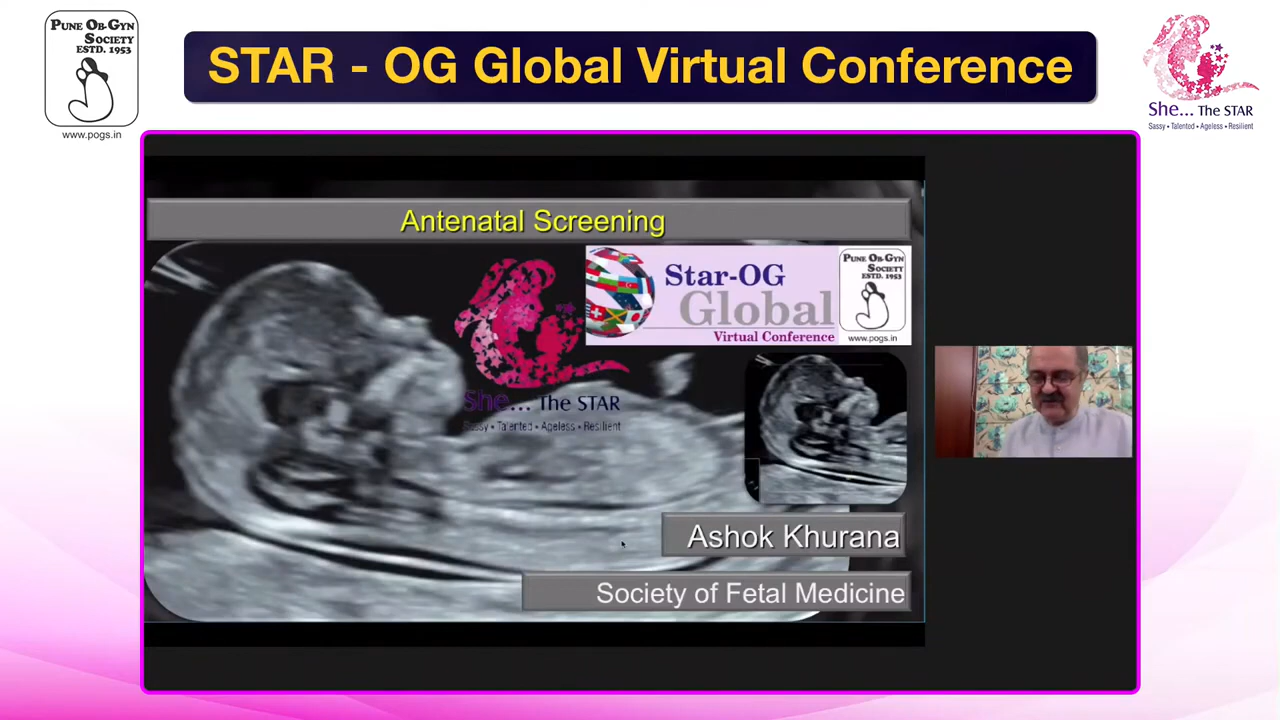 PUNE OB-GYN
SOCIETY
ESTD. 1953
www.pogs.in
STAR - OG Global Virtual Conference
She... The STAR
Sassy • Talented • Ageless • Resilient
Antenatal Screening
Star-OG
Global
Virtual Conference
PUNE OB-GYN
SOCIETY
ESTD. 1953
www.pogs.in
She... The STAR
Sassy • Talented • Ageless • Resilient
Ashok Khurana
Society of Fetal Medicine